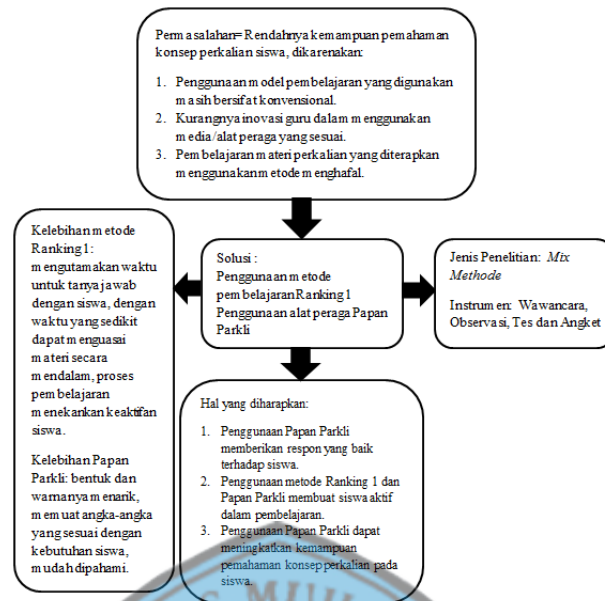 Permasalahan= Rendahnya kemampuan pemahaman
konsep perkalian siswa, dikarenakan:
1. Penggunaan model pembelajaran yang digunakan
masih bersifat konvensional.
2. Kurangnya inovasi guru dalam menggunakan
media/alat peraga yang sesuai.
3. Pembelajaran materi perkalian yang diterapkan
menggunakan metode menghafal.
Kelebihan metode
Ranking 1:
mengutamakan waktu
untuk tanya jawab
dengan siswa, dengan
waktu yang sedikit
dapat menguasai
materi secara
mendalam, proses
pembelajaran
menekankan keaktifan
siswa.
Kelebihan Papan
Parkli: bentuk dan
warnanya menarik,
memuat angka-angka
yang sesuai dengan
kebutuhan siswa,
mudah dipahami.
Solusi :
Penggunaan metode
pembelajaran Ranking 1
Penggunaan alat peraga Papan
Parkli
Jenis Penelitian: Mix
Methode
Instrumen: Wawancara,
Observasi, Tes dan Angket
Hal yang diharapkan:
1. Penggunaan Papan Parkli
memberikan respon yang baik
terhadap siswa.
2. Penggunaan metode Ranking 1 dan
Papan Parkli membuat siswa aktif
dalam pembelajaran.
3. Penggunaan Papan Parkli dapat
meningkatkan kemampuan
pemahaman konsep perkalian pada
siswa.